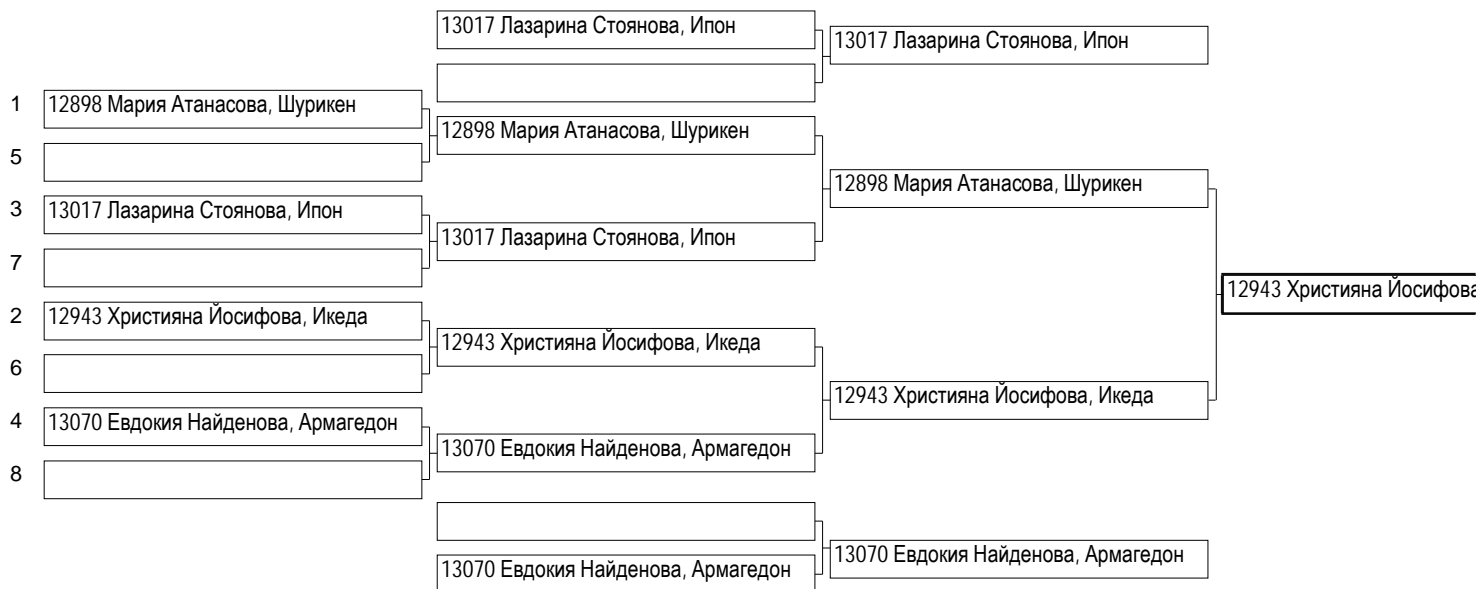 13017 Лазарина Стоянова, Ипон
13017 Лазарина Стоянова, Ипон
1 12898 Мария Атанасова, Шурикен
12898 Мария Атанасова, Шурикен
5
12898 Мария Атанасова, Шурикен
3 13017 Лазарина Стоянова, Ипон
13017 Лазарина Стоянова, Ипон
7
12943 Християна Йосифова
2 12943 Християна Йосифова, Икеда
12943 Християна Йосифова, Икеда
6
12943 Християна Йосифова, Икеда
4 13070 Евдокия Найденова, Армагедон
13070 Евдокия Найденова, Армагедон
8
13070 Евдокия Найденова, Армагедон
13070 Евдокия Найденова, Армагедон